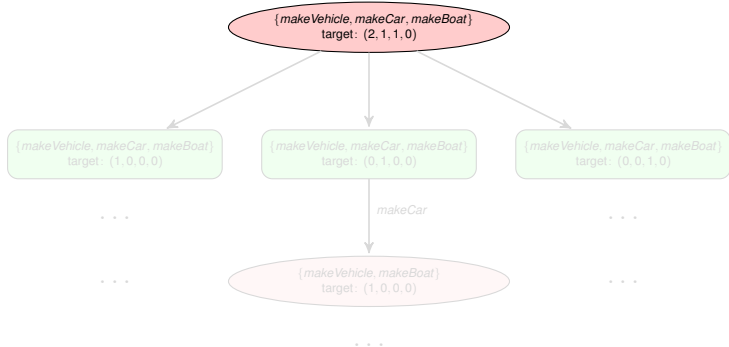 {makeVehicle, makeCar, makeBoat}
target: (2, 1, 1, 0)
{makeVehicle, makeCar, makeBoat}
target: (1, 0, 0, 0)
{makeVehicle, makeCar, makeBoat}
target: (0, 1, 0, 0)
{makeVehicle, makeCar, makeBoat}
target: (0, 0, 1, 0)
. . .
makeCar
. . .
. . .
{makeVehicle, makeBoat}
target: (1, 0, 0, 0)
. . .
. . .